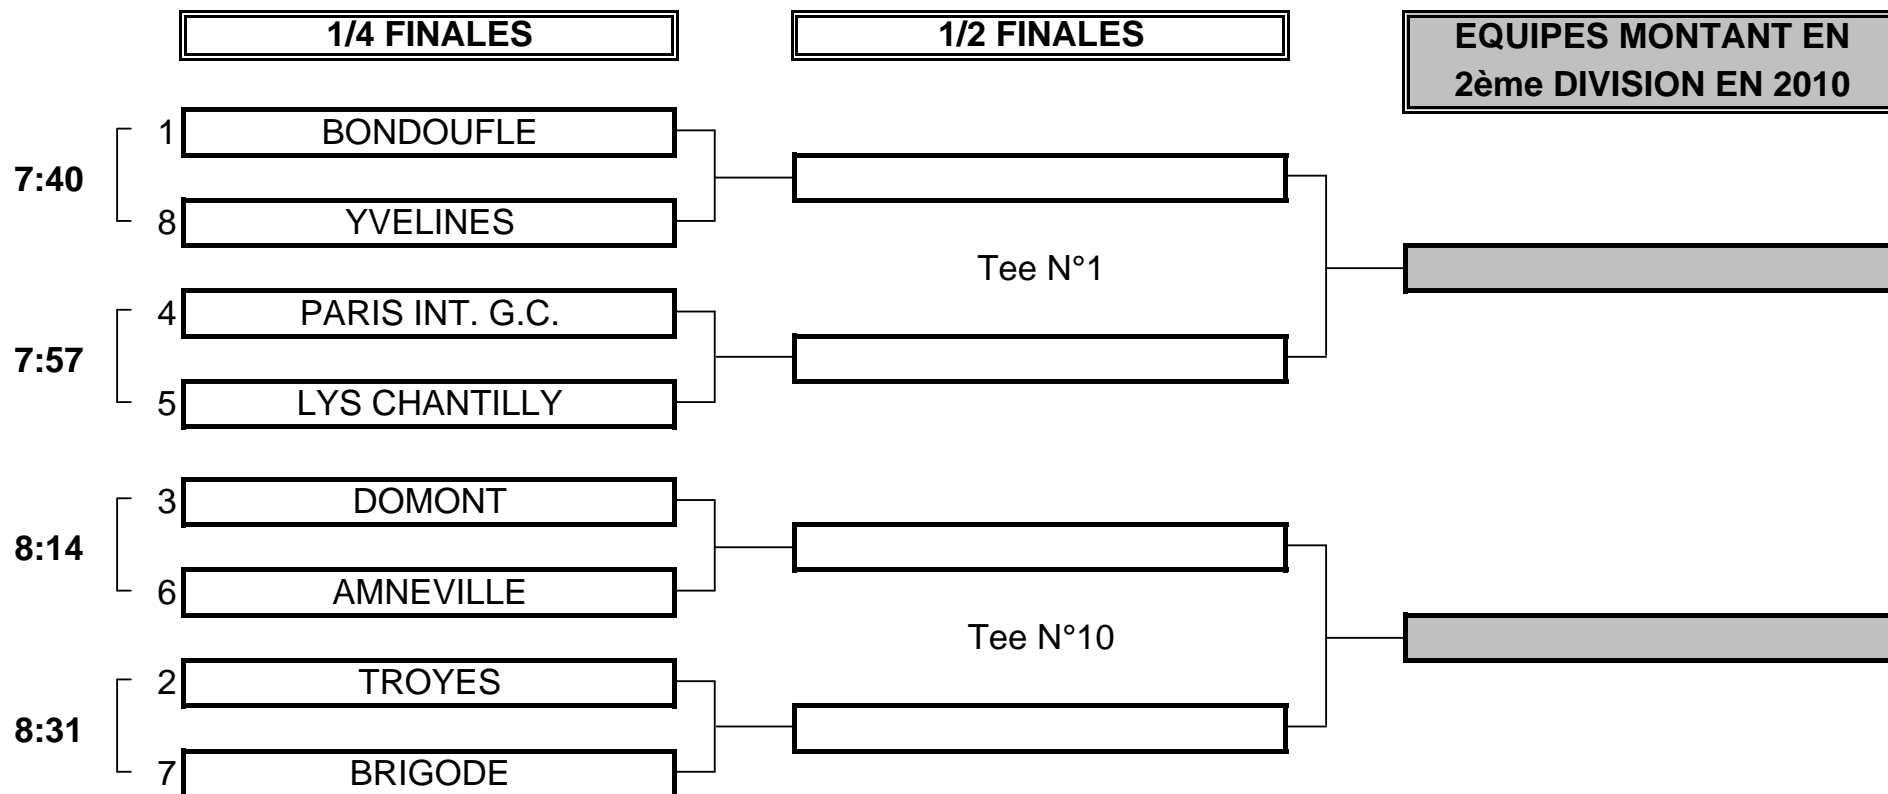 1/4 FINALES
1/2 FINALES
EQUIPES MONTANT EN
2ème DIVISION EN 2010
7:40
1 BONDOUFLE
8 YVELINES
Tee N°1
7:57
4 PARIS INT. G.C.
5 LYS CHANTILLY
8:14
3 DOMONT
6 AMNEVILLE
Tee N°10
8:31
2 TROYES
7 BRIGODE